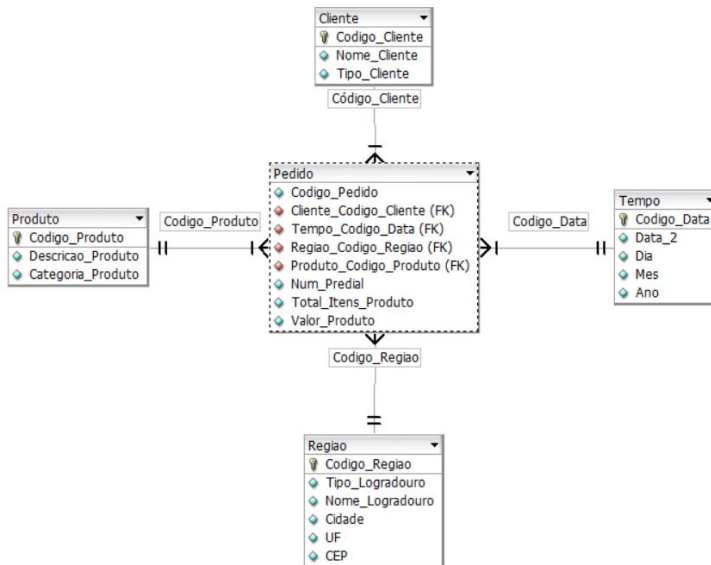 Cliente
Codigo_Cliente
Nome_Cliente
Tipo_Cliente
Código_Cliente
Pedido
Codigo_Pedido
Cliente_Codigo_Cliente (FK)
Tempo_Codigo_Data (FK)
Regiao_Codigo_Regiao (FK)
Produto_Codigo_Produto (FK)
Num_Predial
Total_Itens_Produto
Valor_Produto
Produto
Codigo_Produto
Descricao_Produto
Categoria_Produto
Codigo_Produto
Codigo_Data
Tempo
Codigo_Data
Data_2
Dia
Mes
Ano
Codigo_Regiao
Regiao
Codigo_Regiao
Tipo_Logradouro
Nome_Logradouro
Cidade
UF
CEP